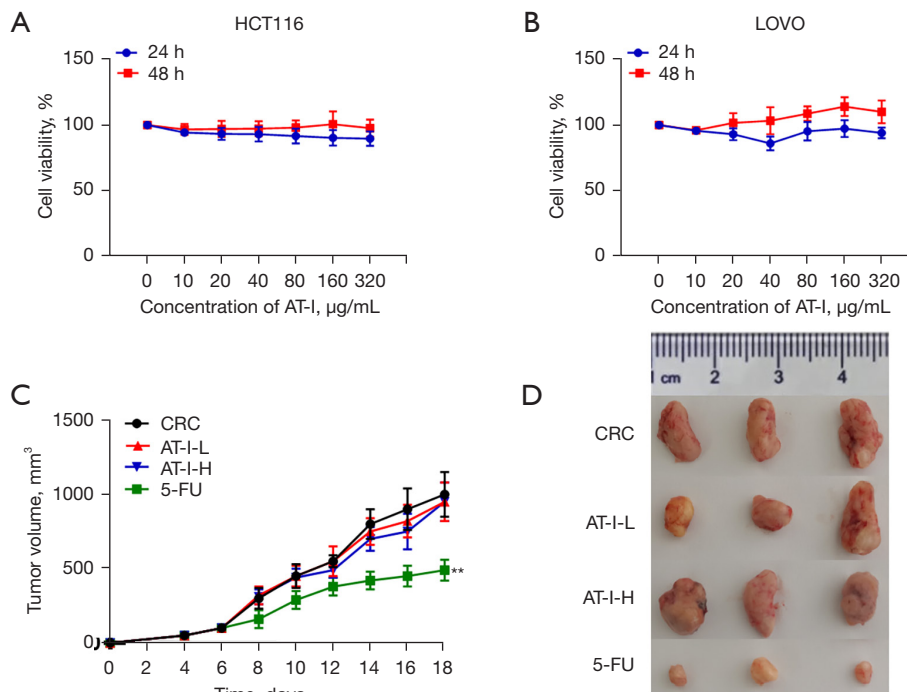 A
HCT116
24 h
48 h
150
100
50
0
Cell viability, %
0 10 20 40 80 160 320
Concentration of AT-I, µg/mL
B
LOVO
24 h
48 h
150
100
50
0
Cell viability, %
0 10 20 40 80 160 320
Concentration of AT-I, µg/mL
C
CRC
AT-I-L
AT-I-H
5-FU
1500
1000
500
0
Tumor volume, mm³
**
0 2 4 6 8 10 12 14 16 18
Time, days
D
1 cm 2 3 4
CRC
AT-I-L
AT-I-H
5-FU